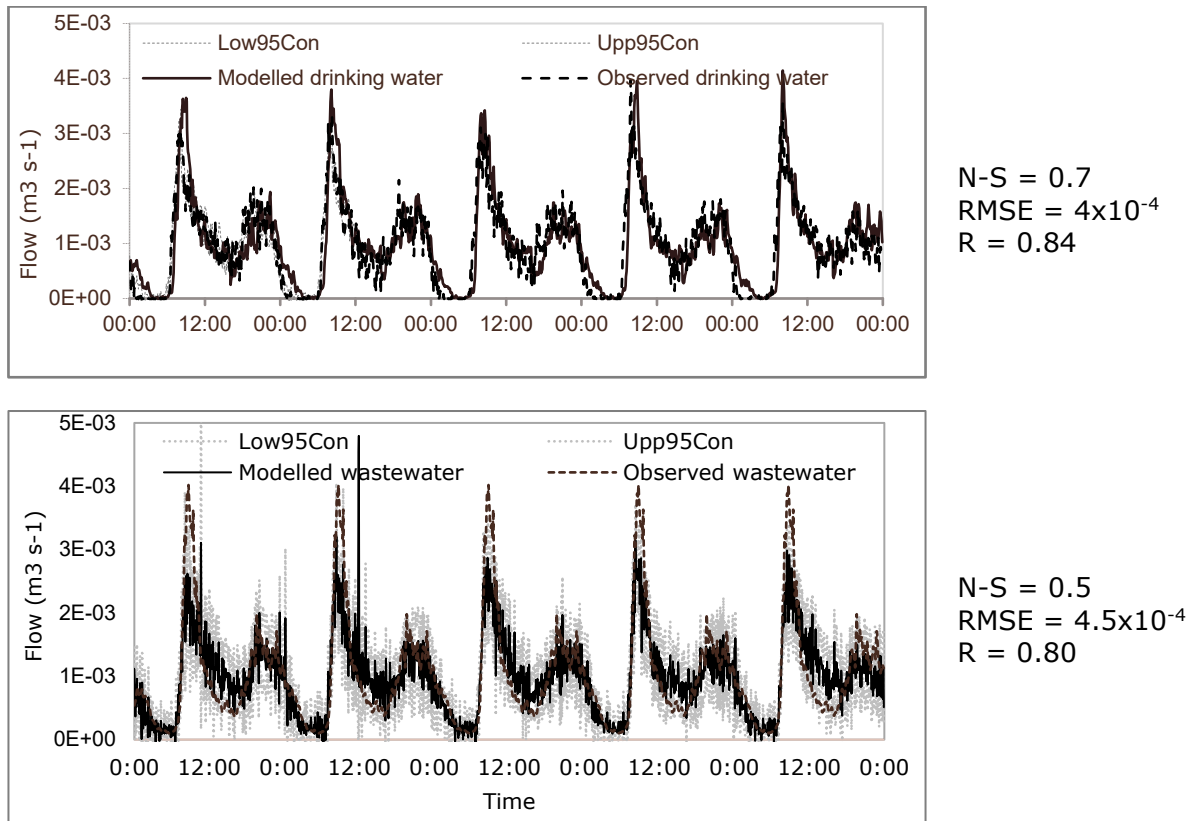 5E-03
Low95Con Upp95Con
4E-03
Modelled drinking water Observed drinking water
3E-03
2E-03
1E-03
0E+00
Flow (m3 s-1)
00:00 12:00 00:00 12:00 00:00 12:00 00:00 12:00 00:00 12:00 00:00
N-S = 0.7
RMSE = 4x10⁻⁴
R = 0.84
5E-03
Low95Con Upp95Con
Modelled wastewater Observed wastewater
4E-03
3E-03
2E-03
1E-03
0E+00
Flow (m3 s-1)
0:00 12:00 0:00 12:00 0:00 12:00 0:00 12:00 0:00 12:00 0:00
Time
N-S = 0.5
RMSE = 4.5x10⁻⁴
R = 0.80